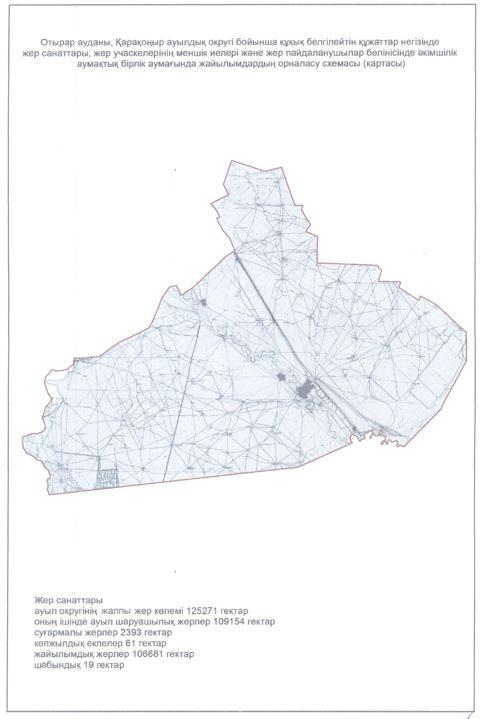 Отырар ауданы, Қарақоңыр ауылдық округі бойынша құқық белгілейтін құжаттар негізінде
жер санаттары, жер учаскелерінің меншік иелері және жер пайдаланушылар бөлінісінде әкімшілік
аумақтық бірлік аумағында жайылымдардың орналасу схемасы (картасы)
Жер санаттары
ауыл округінің жалпы жер көлемі 125271 гектар
оның ішінде ауыл шаруашылық жерлер 109154 гектар
суғармалы жерлер 2393 гектар
көпжылдық екпелер 61 гектар
жайылымдық жерлер 106681 гектар
шабындық 19 гектар